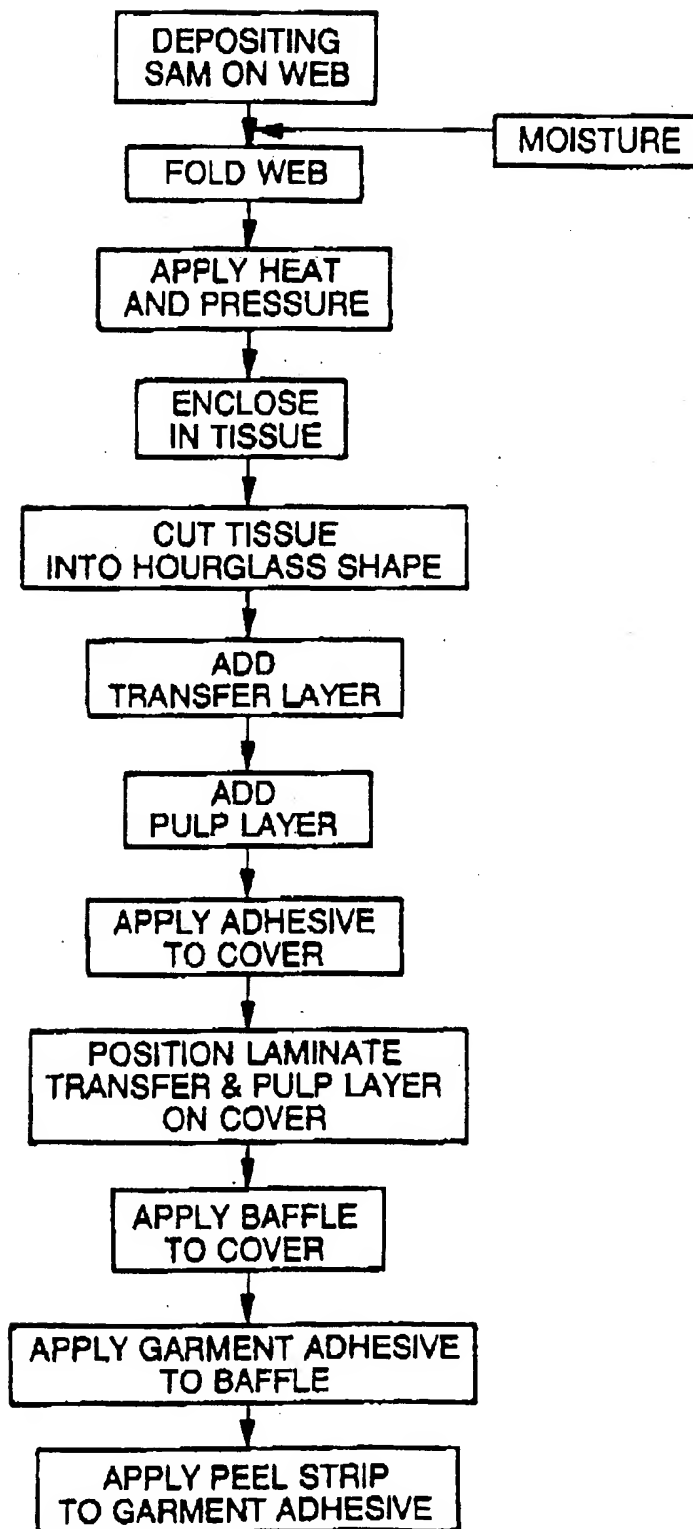 DEPOSITING
SAM ON WEB
MOISTURE
FOLD WEB
APPLY HEAT
AND PRESSURE
ENCLOSE
IN TISSUE
CUT TISSUE
INTO HOURGLASS SHAPE
ADD
TRANSFER LAYER
ADD
PULP LAYER
APPLY ADHESIVE
TO COVER
POSITION LAMINATE
TRANSFER & PULP LAYER
ON COVER
APPLY BAFFLE
TO COVER
APPLY GARMENT ADHESIVE
TO BAFFLE
APPLY PEEL STRIP
TO GARMENT ADHESIVE